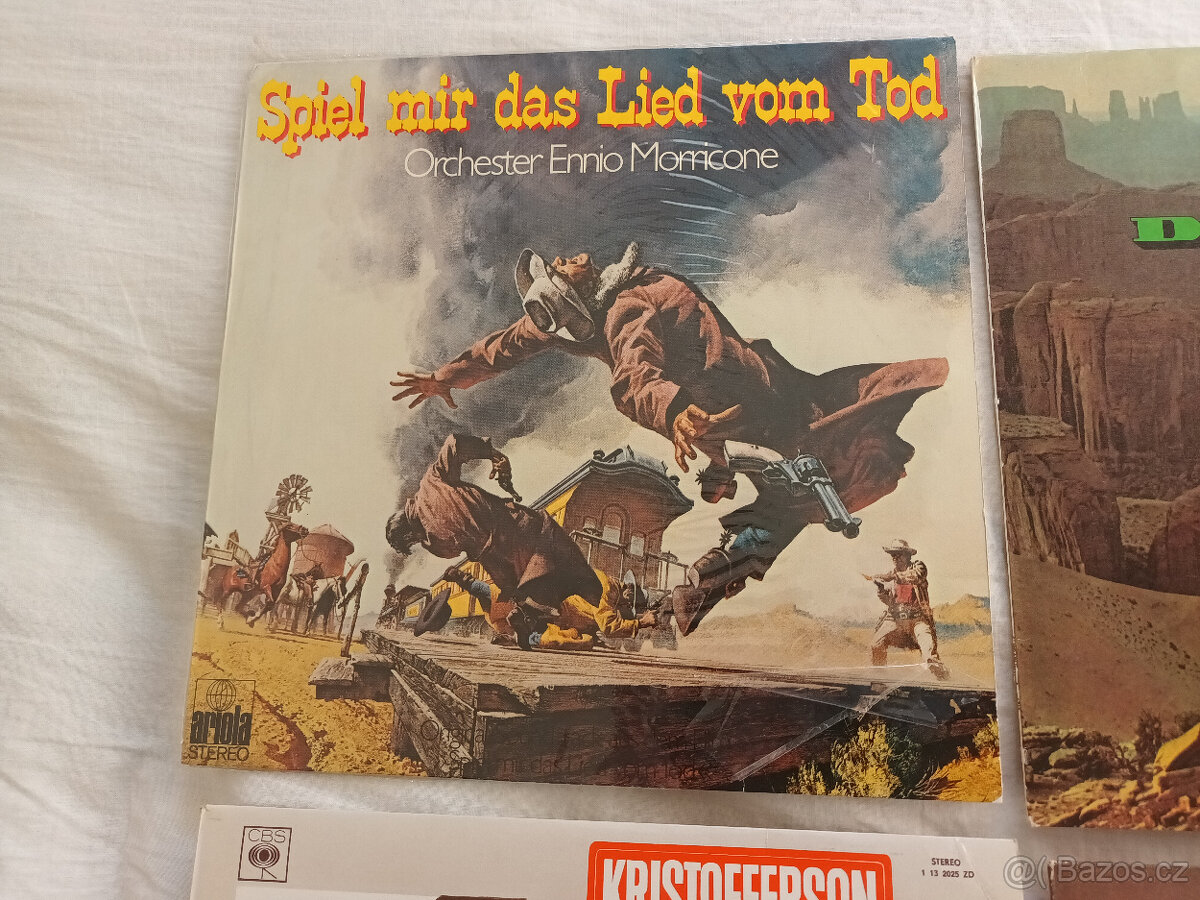 Spiel mir das Lied vom Tod
Orchester Ennio Morricone
D
ariola
STEREO
CBS
KRISTOFFERSON
STEREO
1 13 2025 ZD
Bazos.cz